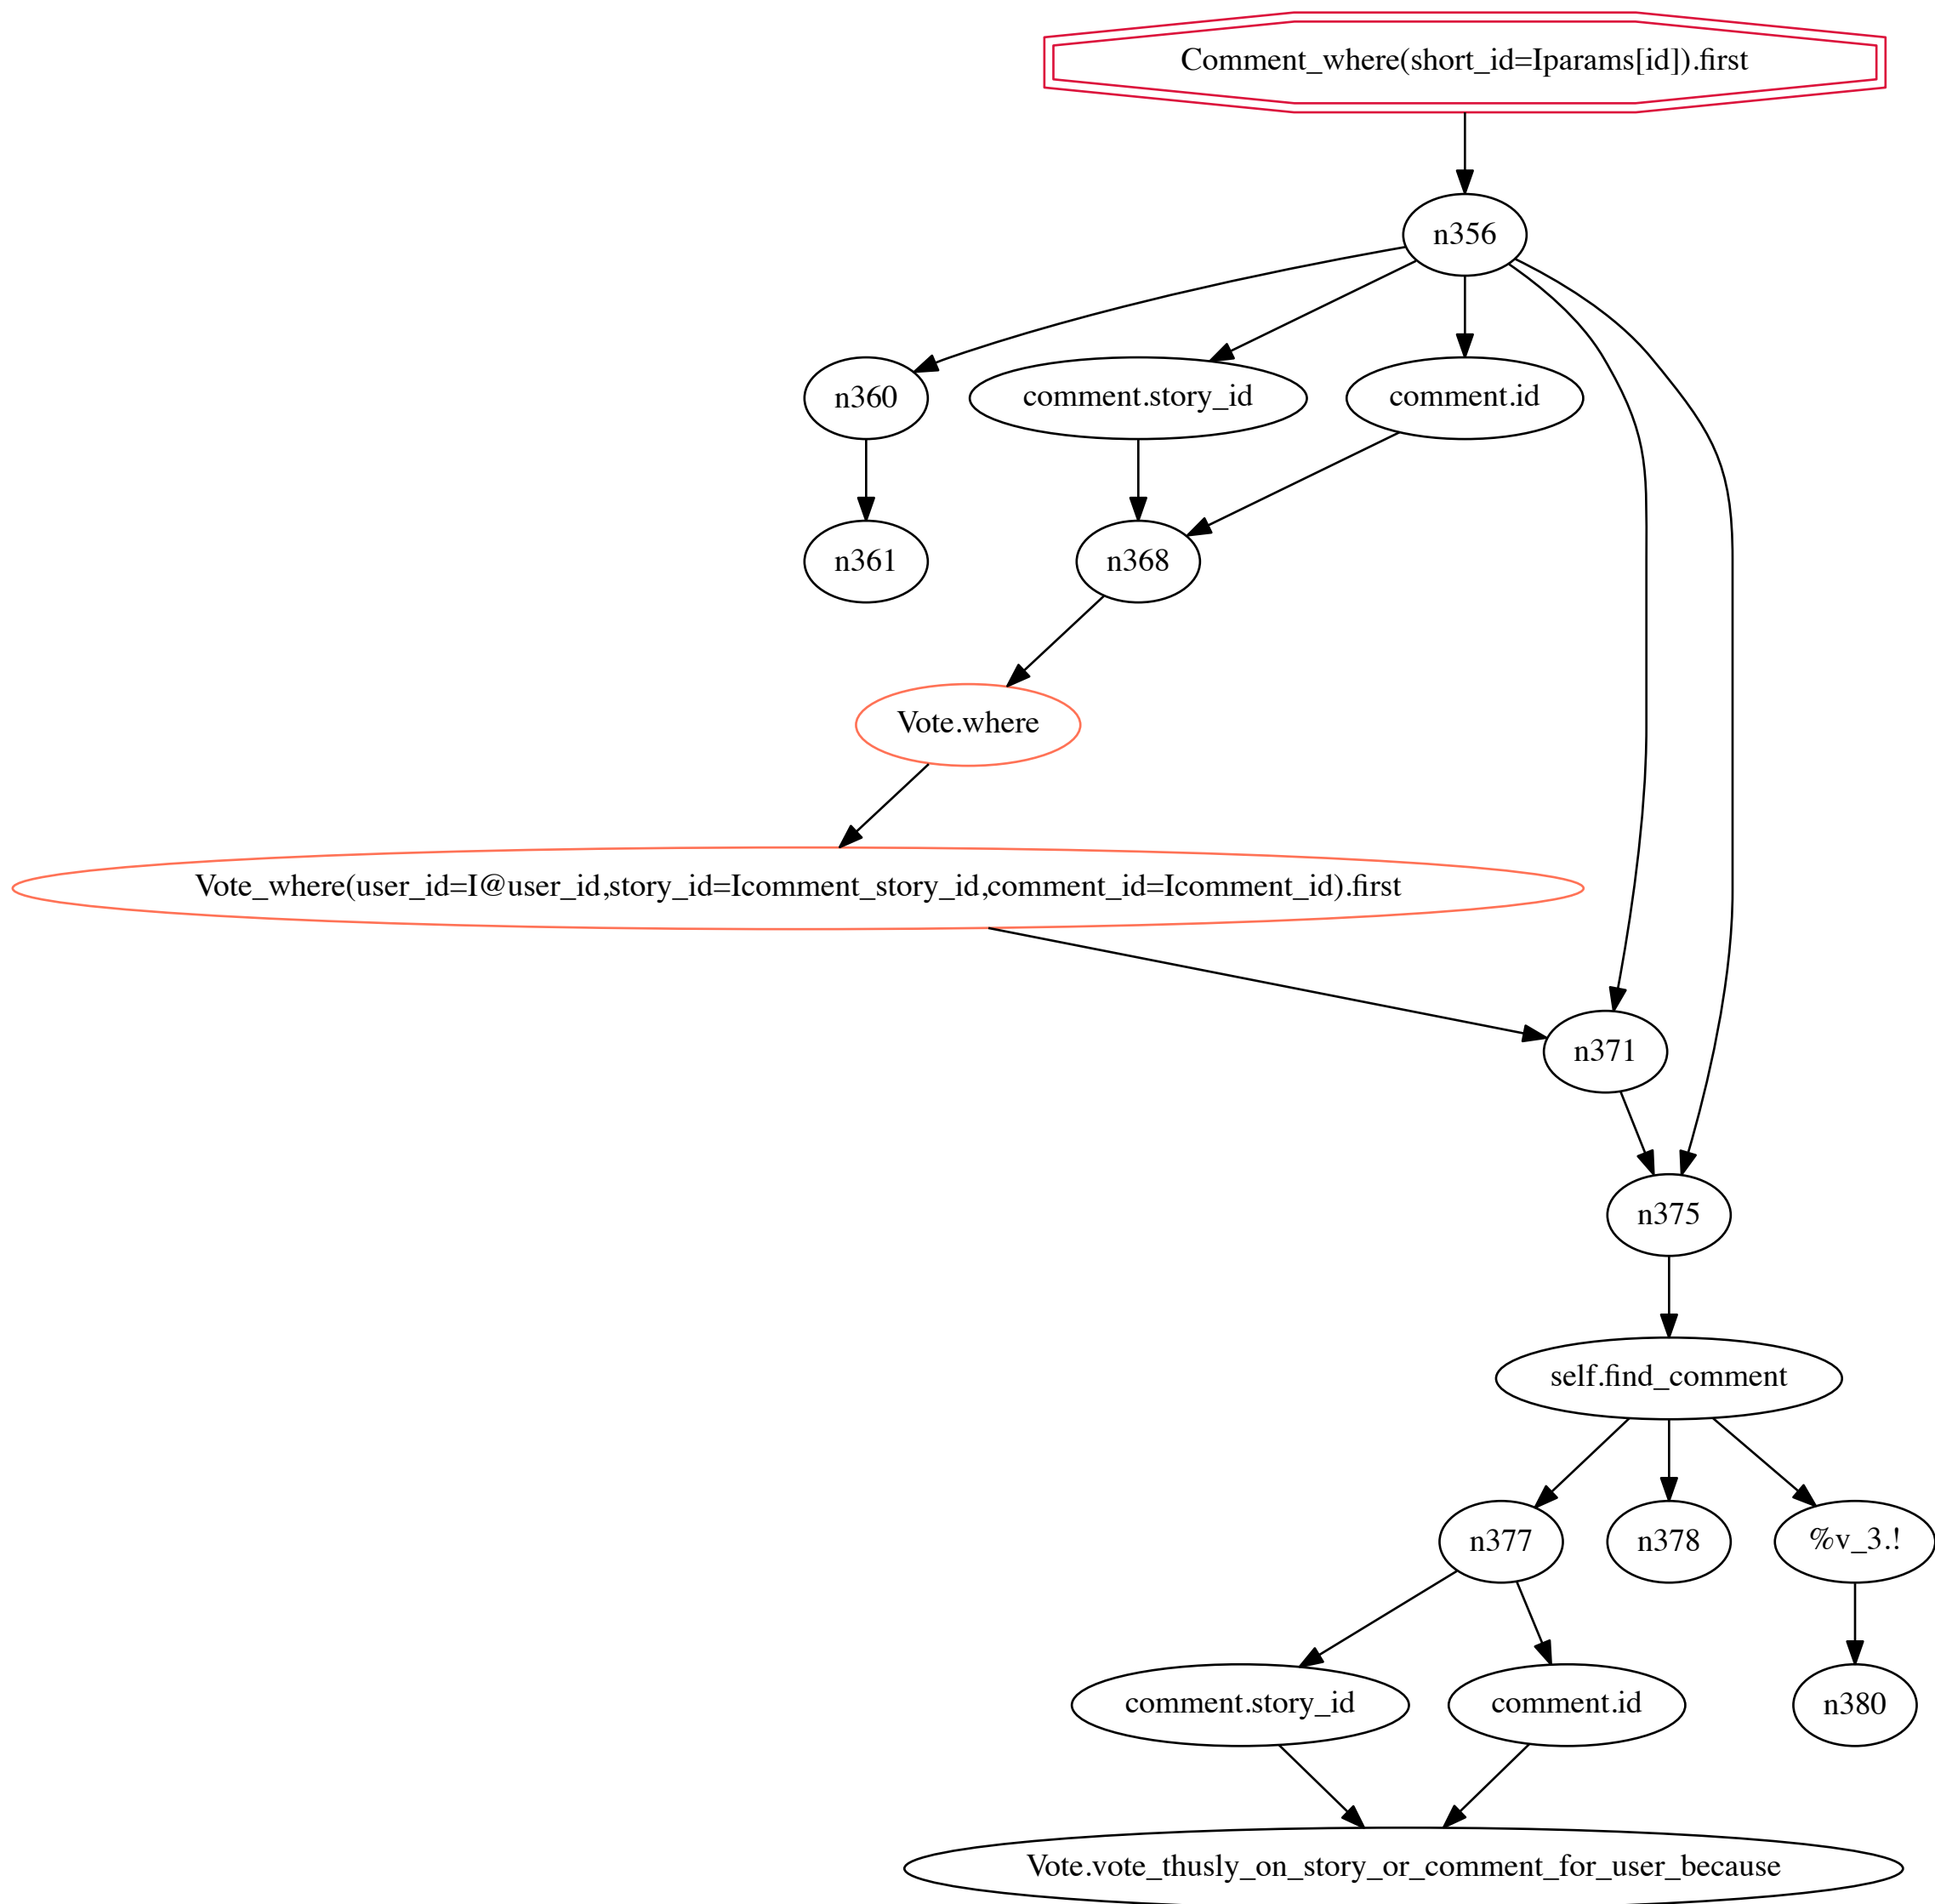 Comment_where(short_id=Iparams[id]).first
n356
n360
comment.story_id
comment.id
n361
n368
Vote.where
Vote_where(user_id=I@user_id,story_id=Icomment_story_id,comment_id=Icomment_id).first
n371
n375
self.find_comment
n377
n378
%v_3.!
comment.story_id
comment.id
n380
Vote.vote_thusly_on_story_or_comment_for_user_because